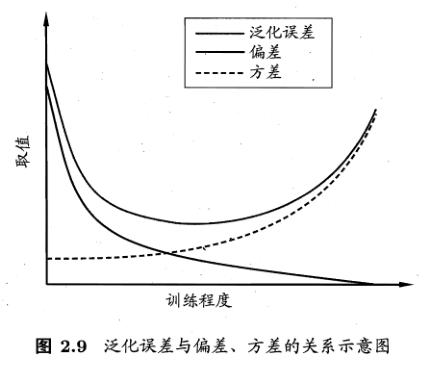 泛化误差
偏差
方差
取值
训练程度
图 2.9 泛化误差与偏差、方差的关系示意图